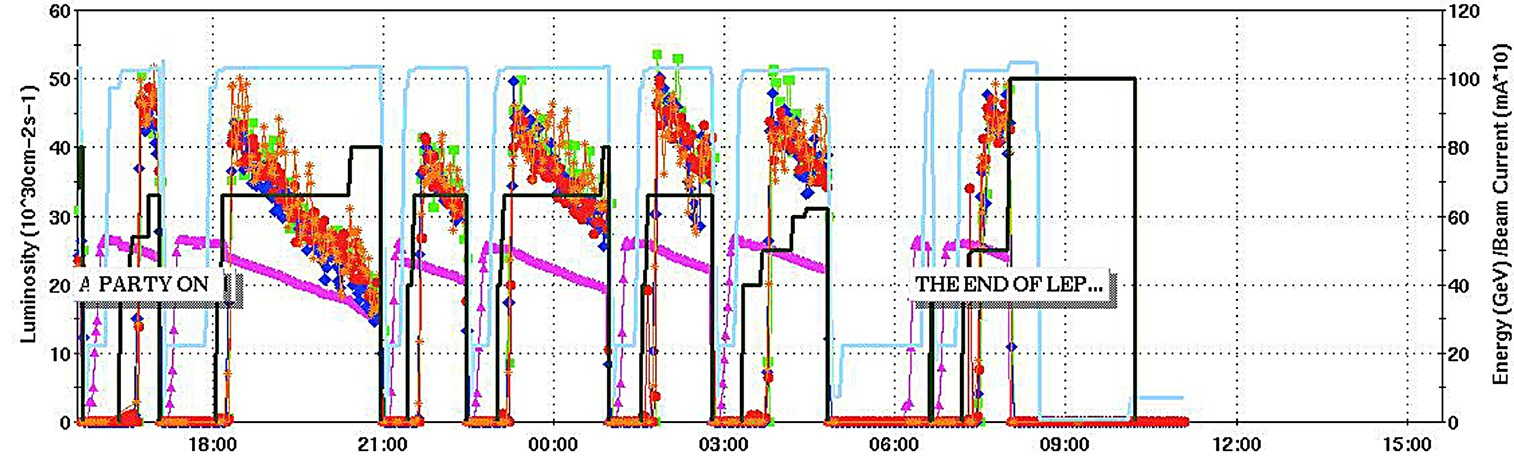 60 120
50 100
40 80
30 60
20 40
10 20
0 0
Luminosity (10^30cm-2s-1)
Energy (GeV) /Beam Current (mA*10)
A PARTY ON
THE END OF LEP...
18:00 21:00 00:00 03:00 06:00 09:00 12:00 15:00